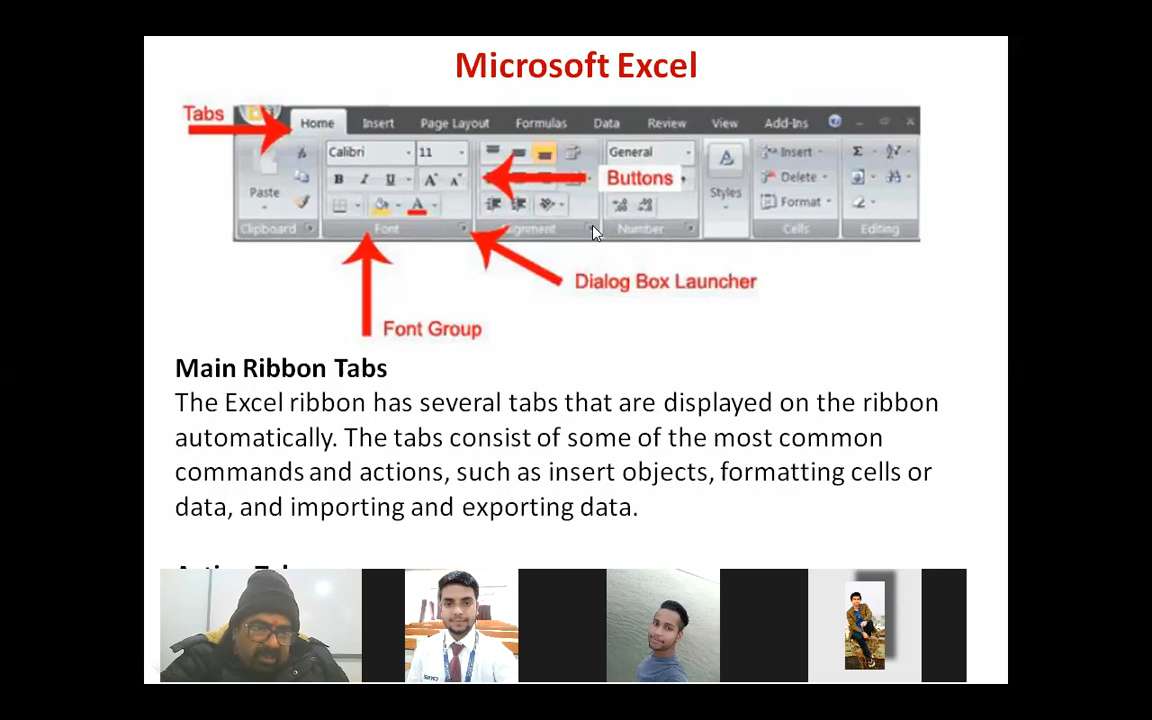 Microsoft Excel
Tabs
Home Insert Page Layout Formulas Data Review View Add-Ins
Calibri 11 General Insert Σ
Paste B I U A A Buttons Styles Delete
A Format
Clipboard Font Number Cells Editing
Dialog Box Launcher
Font Group
Main Ribbon Tabs
The Excel ribbon has several tabs that are displayed on the ribbon
automatically. The tabs consist of some of the most common
commands and actions, such as insert objects, formatting cells or
data, and importing and exporting data.